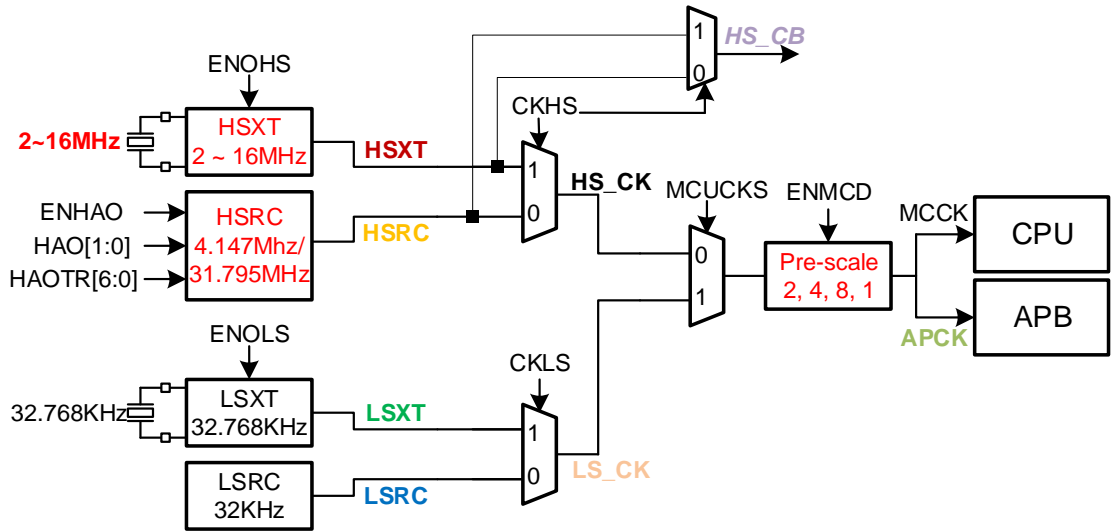 ENOHS
2~16MHz
HSXT
2 ~ 16MHz
HSXT
1
0
HS_CB
CKHS
ENHAO
HAO[1:0]
HAOTR[6:0]
HSRC
4.147Mhz/
31.795MHz
HSRC
1
0
HS_CK
MCUCKS
0
1
ENMCD
Pre-scale
2, 4, 8, 1
MCCK
CPU
APCK
APB
ENOLS
32.768KHz
LSXT
32.768KHz
LSXT
CKLS
1
0
LS_CK
LSRC
32KHz
LSRC